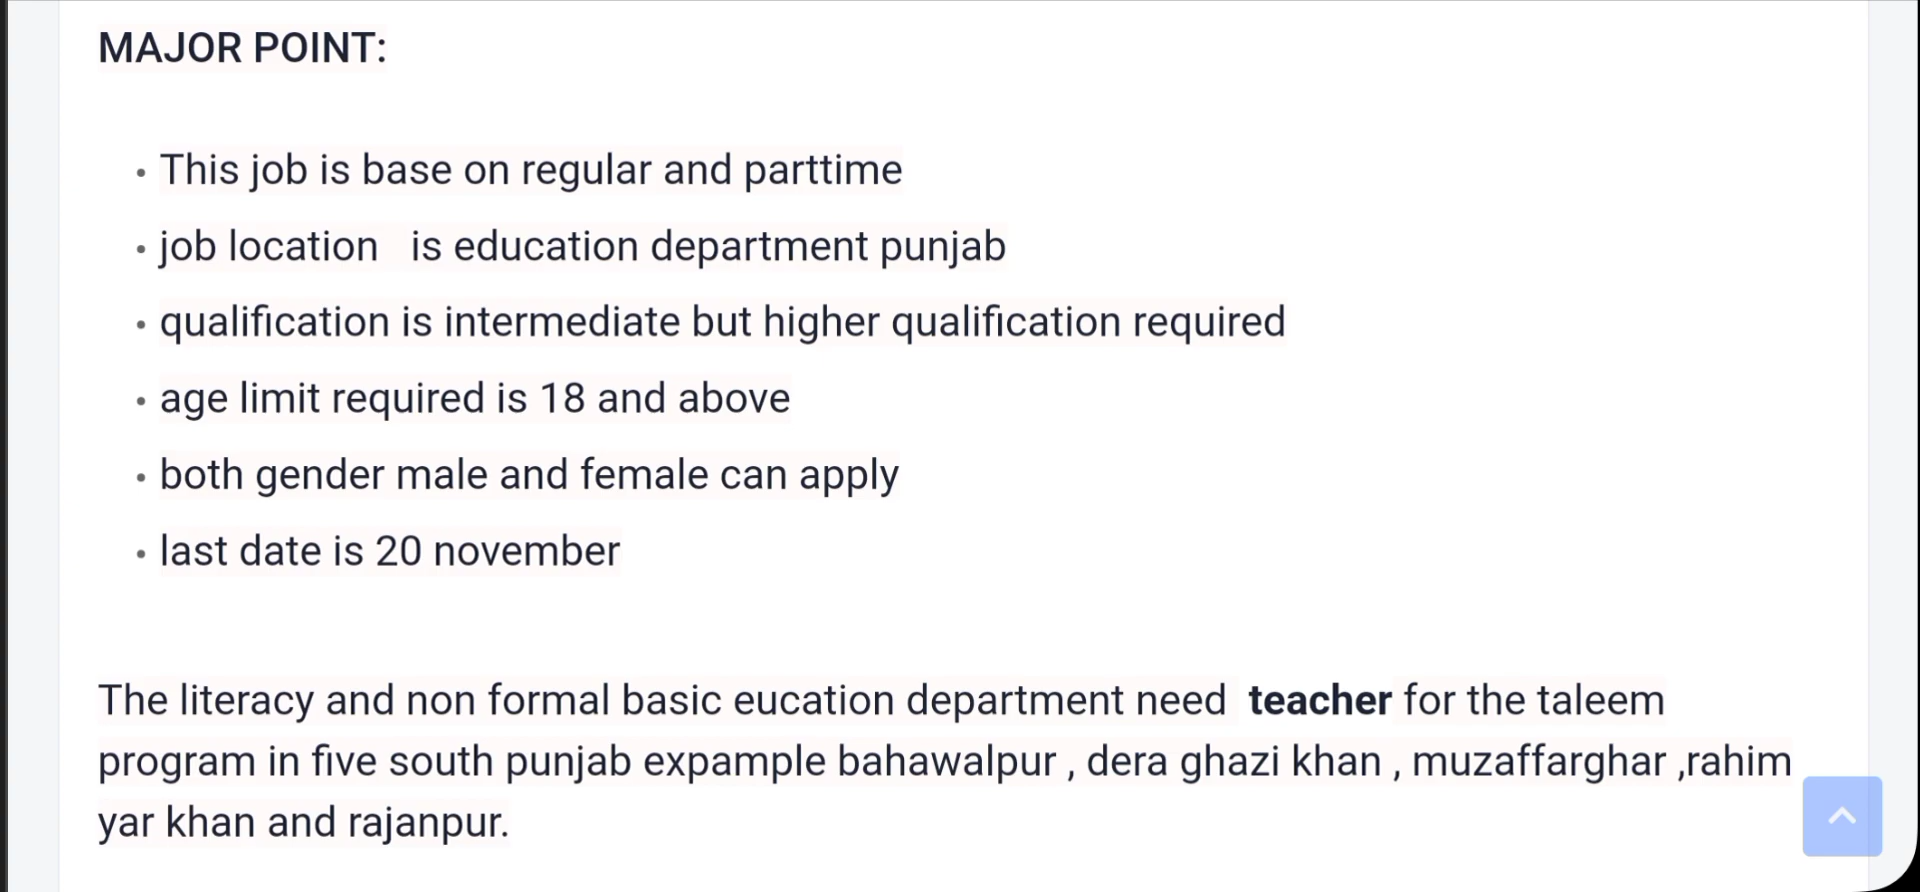 MAJOR POINT:
• This job is base on regular and parttime
• job location is education department punjab
• qualification is intermediate but higher qualification required
• age limit required is 18 and above
• both gender male and female can apply
• last date is 20 november
The literacy and non formal basic eucation department need teacher for the taleem
program in five south punjab expample bahawalpur , dera ghazi khan , muzaffarghar ,rahim
yar khan and rajanpur.